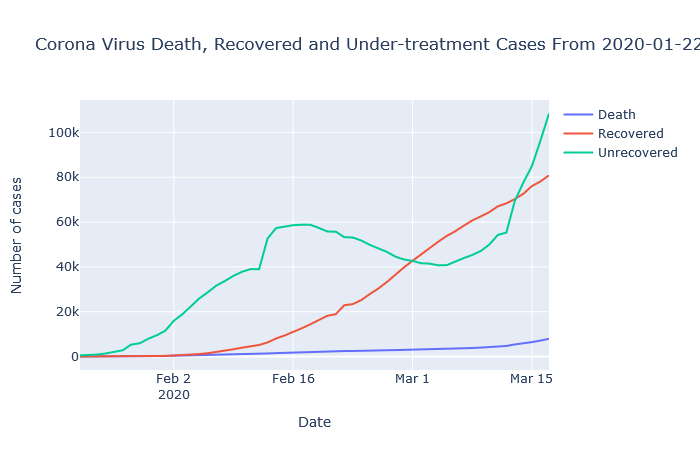 Corona Virus Death, Recovered and Under-treatment Cases From 2020-01-22
Death
Recovered
Unrecovered
100k
80k
60k
40k
20k
0
Number of cases
Feb 2
2020
Feb 16
Mar 1
Mar 15
Date